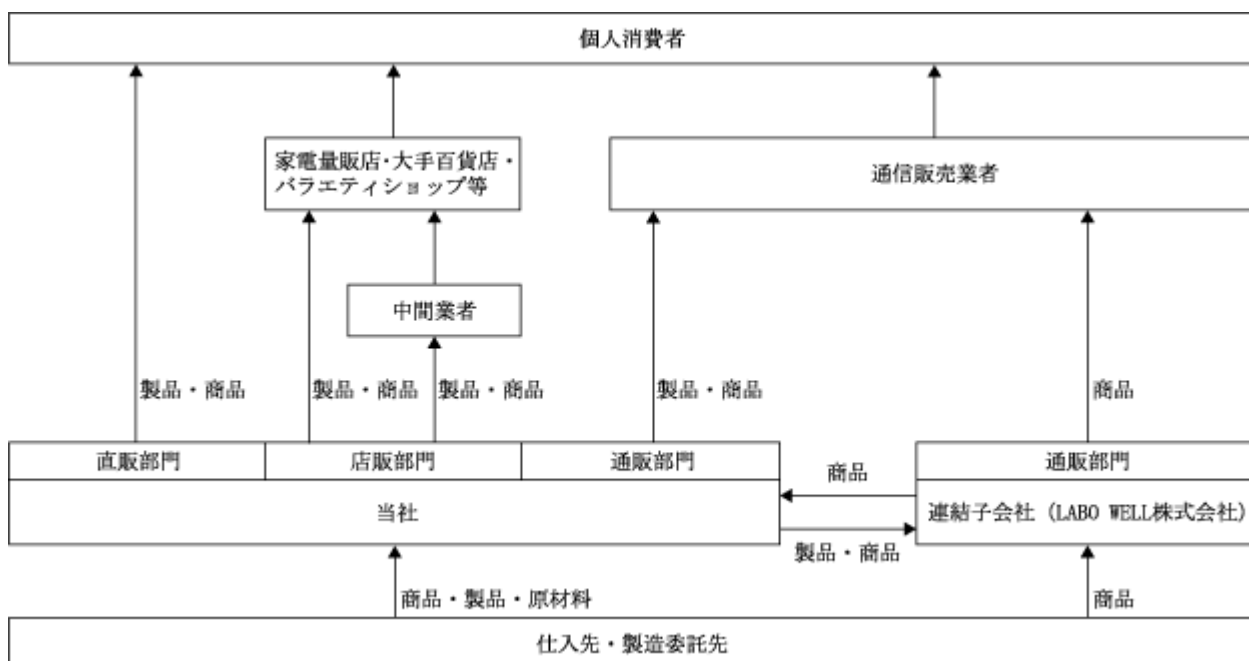 個人消費者
家電量販店・大手百貨店・
バラエティショップ等
通信販売業者
中間業者
製品・商品
製品・商品
製品・商品
製品・商品
商品
直販部門
店販部門
通販部門
通販部門
商品
当社
連結子会社 (LABO WELL株式会社)
製品・商品
商品・製品・原材料
商品
仕入先・製造委託先